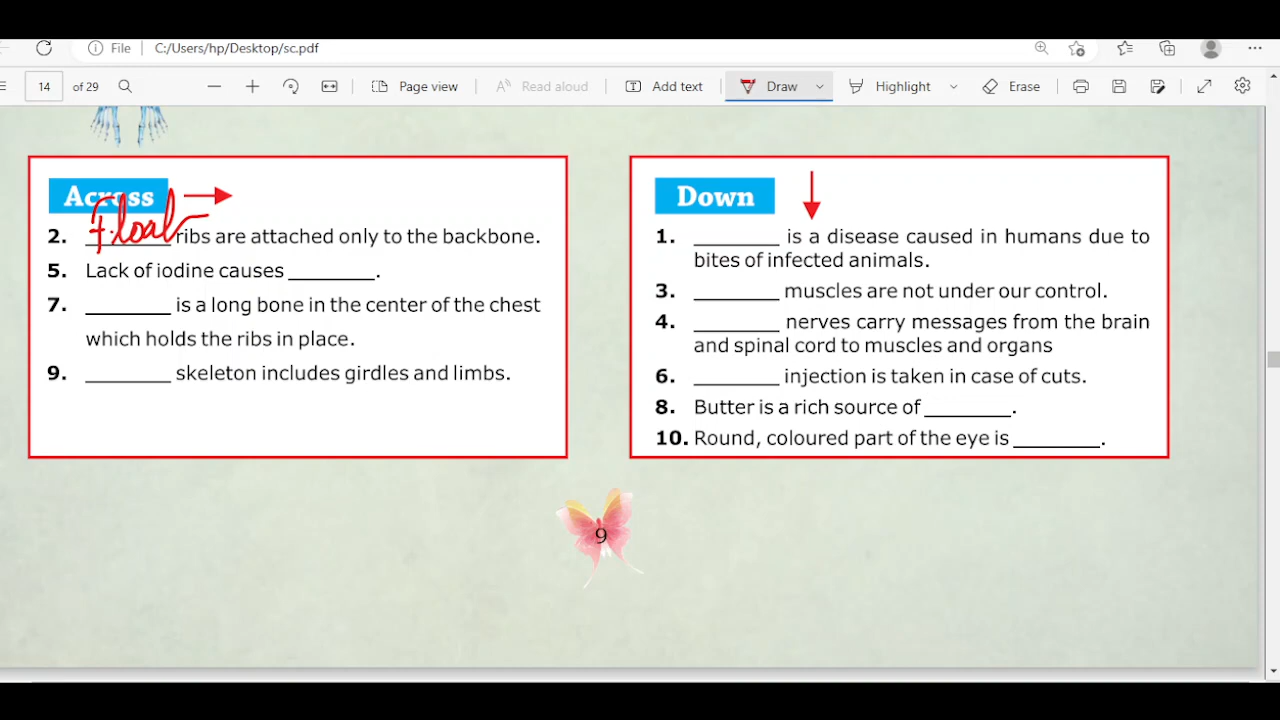 File C:/Users/hp/Desktop/sc.pdf
14 of 29 Page view Read aloud Add text Draw Highlight Erase
Across
Float
2. ________ ribs are attached only to the backbone.
5. Lack of iodine causes ________.
7. ________ is a long bone in the center of the chest
which holds the ribs in place.
9. ________ skeleton includes girdles and limbs.
Down
1. ________ is a disease caused in humans due to
bites of infected animals.
3. ________ muscles are not under our control.
4. ________ nerves carry messages from the brain
and spinal cord to muscles and organs
6. ________ injection is taken in case of cuts.
8. Butter is a rich source of ________.
10. Round, coloured part of the eye is ________.
9